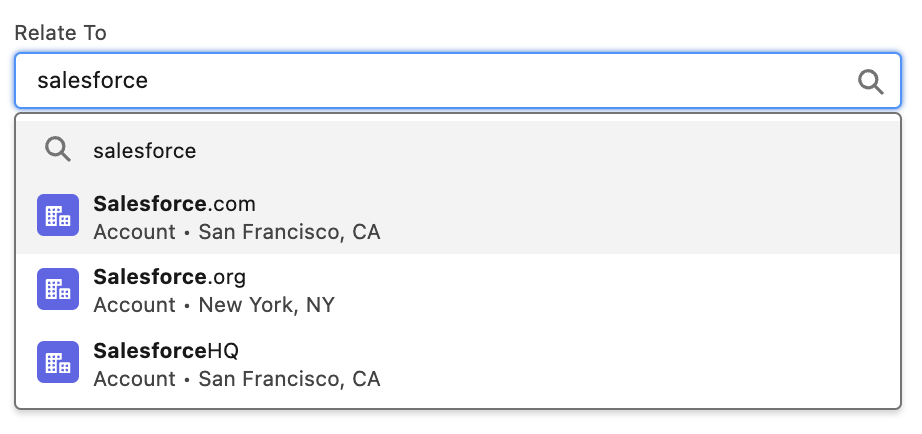 Relate To
salesforce
salesforce
Salesforce.com
Account • San Francisco, CA
Salesforce.org
Account • New York, NY
SalesforceHQ
Account • San Francisco, CA